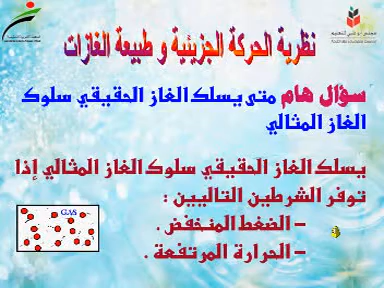 نظرية الحركة الجزيئية و طبيعة الغازات
سؤال هام متى يسلك الغاز الحقيقي سلوك
الغاز المثالي
يسلك الغاز الحقيقي سلوك الغاز المثالي إذا
توفر الشرطين التاليين :
– الضغط المنخفض .
– الحرارة المرتفعة .
GAS